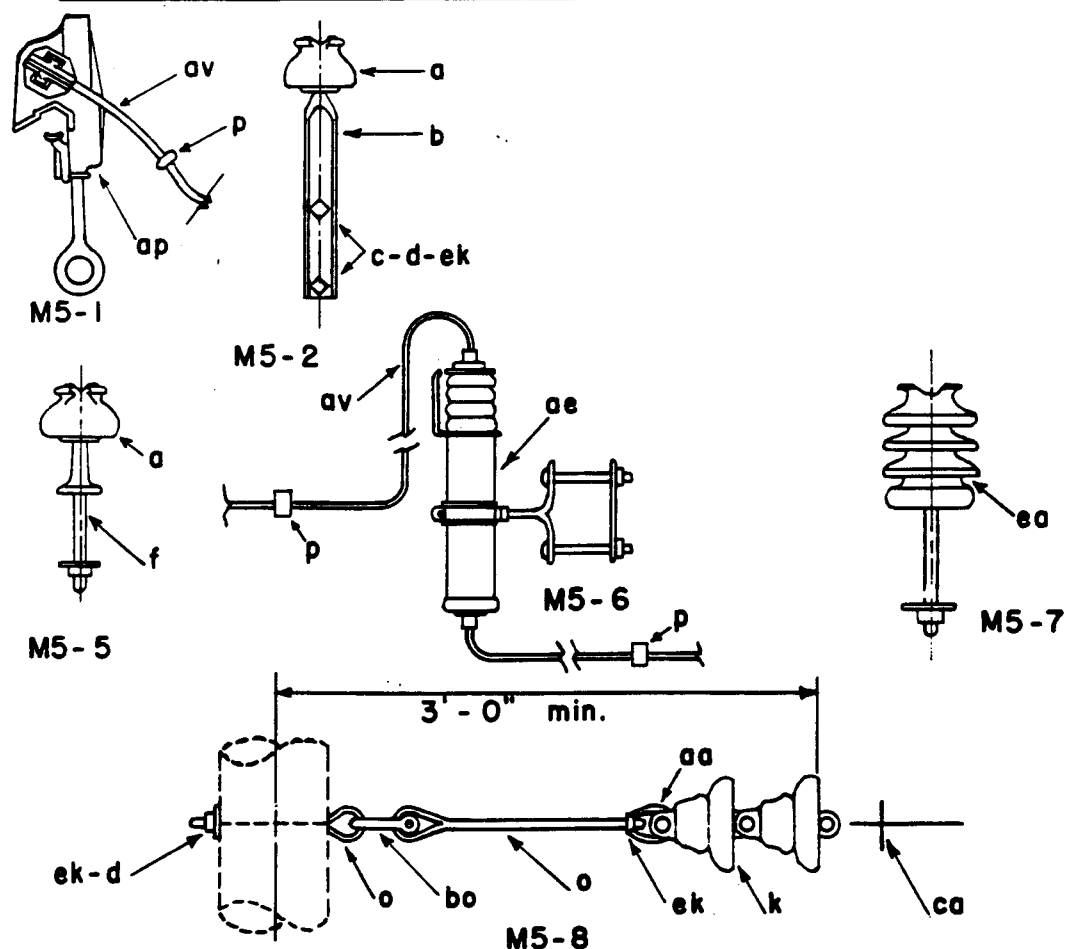 av
a
p
b
ap
c-d-ek
M5-1
M5-2
av
ae
a
ea
f
p
M5-6
M5-7
M5-5
p
3'-0" min.
aa
ek-d
o
bo
o
ek
k
ca
M5-8